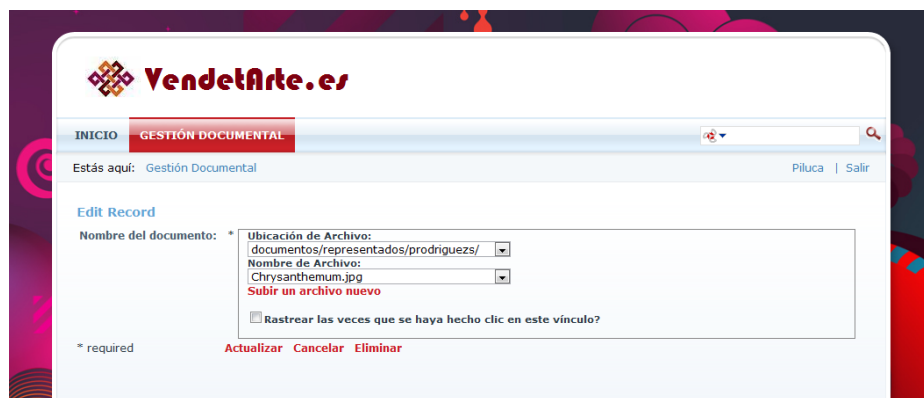 VendetArte.es
INICIO GESTIÓN DOCUMENTAL
Estás aquí: Gestión Documental Piluca | Salir
Edit Record
Nombre del documento: * Ubicación de Archivo:
documentos/representados/prodriguezs/
Nombre de Archivo:
Chrysanthemum.jpg
Subir un archivo nuevo
Rastrear las veces que se haya hecho clic en este vínculo?
* required Actualizar Cancelar Eliminar